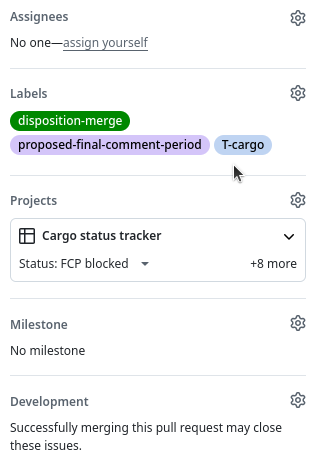 Assignees
No one—assign yourself
Labels
disposition-merge
proposed-final-comment-period T-cargo
Projects
Cargo status tracker
Status: FCP blocked +8 more
Milestone
No milestone
Development
Successfully merging this pull request may close
these issues.